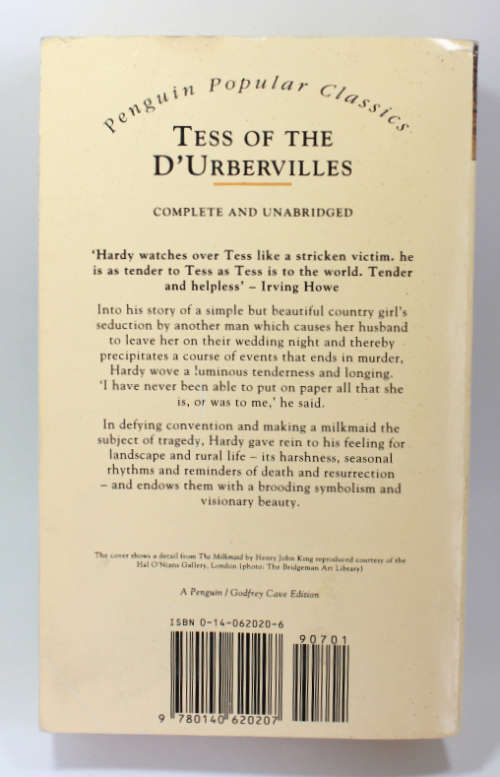 Penguin Popular Classics
TESS OF THE
D'URBERVILLES
COMPLETE AND UNABRIDGED
'Hardy watches over Tess like a stricken victim. he
is as tender to Tess as Tess is to the world. Tender
and helpless' – Irving Howe
Into his story of a simple but beautiful country girl's
seduction by another man which causes her husband
to leave her on their wedding night and thereby
precipitates a course of events that ends in murder,
Hardy wove a luminous tenderness and longing.
'I have never been able to put on paper all that she
is, or was to me,' he said.
In defying convention and making a milkmaid the
subject of tragedy, Hardy gave rein to his feeling for
landscape and rural life – its harshness, seasonal
rhythms and reminders of death and resurrection
– and endows them with a brooding symbolism and
visionary beauty.
The cover shows a detail from The Milkmaid by Henry John King reproduced courtesy of the
Hal O'Nians Gallery, London (photo: The Bridgeman Art Library)
A Penguin / Godfrey Cave Edition
ISBN 0-14-062020-6
90701
9 780140 620207